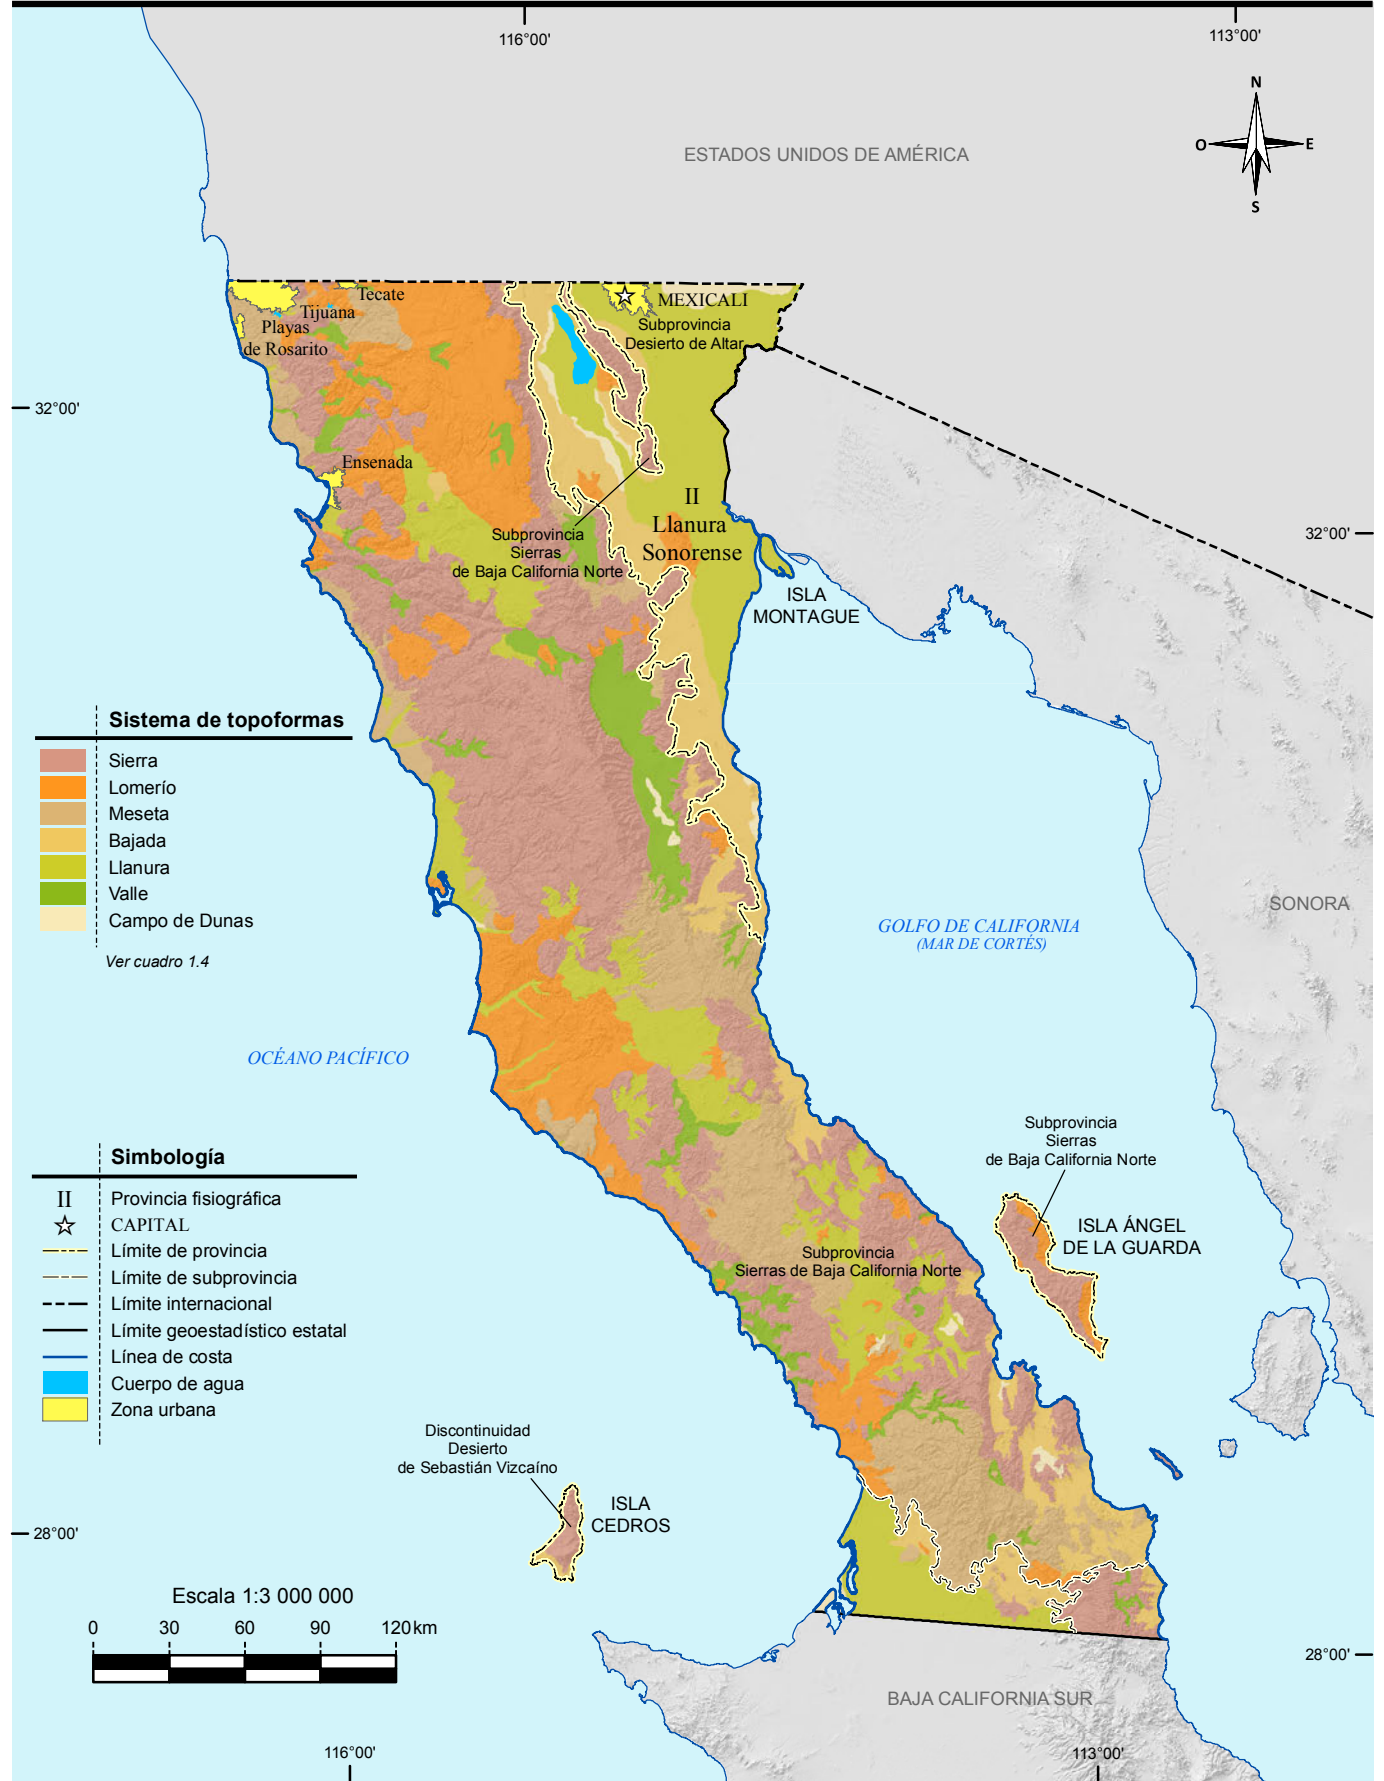 116°00'
113°00'
N
O
E
S
ESTADOS UNIDOS DE AMÉRICA
Tecate
Tijuana
Playas
de Rosarito
MEXICALI
Subprovincia
Desierto de Altar
32°00'
Ensenada
II
Llanura
Sonorense
Subprovincia
Sierras
de Baja California Norte
32°00'
ISLA
MONTAGUE
Sistema de topoformas
Sierra
Lomerío
Meseta
Bajada
Llanura
Valle
Campo de Dunas
Ver cuadro 1.4
SONORA
GOLFO DE CALIFORNIA
(MAR DE CORTÉS)
OCÉANO PACÍFICO
Subprovincia
Sierras
de Baja California Norte
ISLA ÁNGEL
DE LA GUARDA
Simbología
II Provincia fisiográfica
CAPITAL
Límite de provincia
Límite de subprovincia
Límite internacional
Límite geoestadístico estatal
Línea de costa
Cuerpo de agua
Zona urbana
Subprovincia
Sierras de Baja California Norte
Discontinuidad
Desierto
de Sebastián Vizcaíno
ISLA
CEDROS
28°00'
Escala 1:3 000 000
0 30 60 90 120 km
28°00'
BAJA CALIFORNIA SUR
116°00'
113°00'